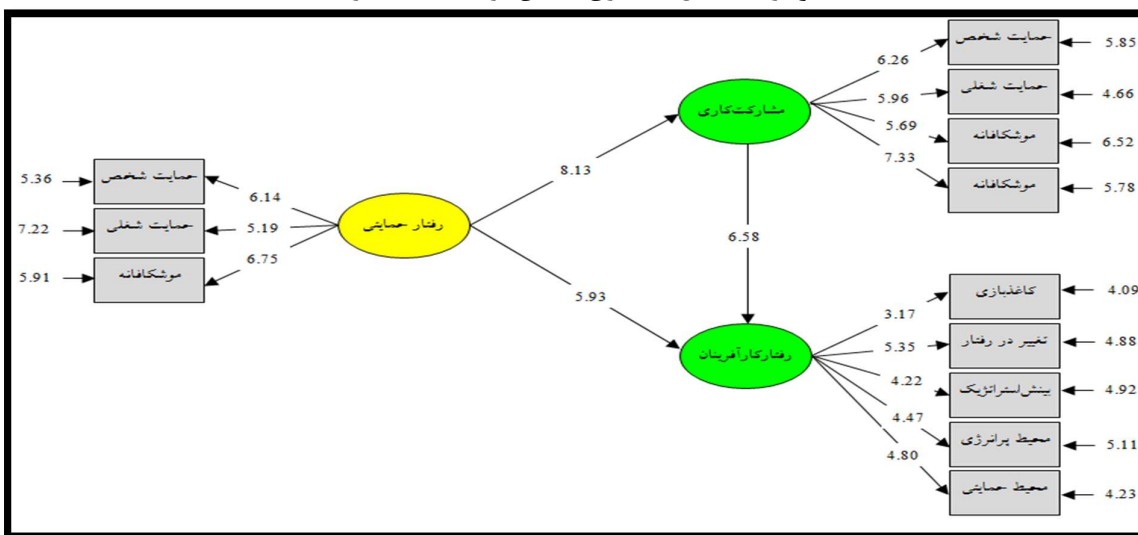 حمایت شخص
5.85
6.26
حمایت شغلی
4.66
5.96
مشارکت‌کاری
موشکافانه
6.52
5.69
موشکافانه
5.78
7.33
5.36
حمایت شخص
6.14
8.13
7.22
حمایت شغلی
5.19
رفتار حمایتی
6.75
5.91
موشکافانه
6.58
5.93
کاغذبازی
4.09
3.17
تغییر در رفتار
4.88
5.35
رفتارکارآفرینان
بینش‌استراتژیک
4.92
4.22
محیط پرانرژی
5.11
4.47
محیط حمایتی
4.23
4.80